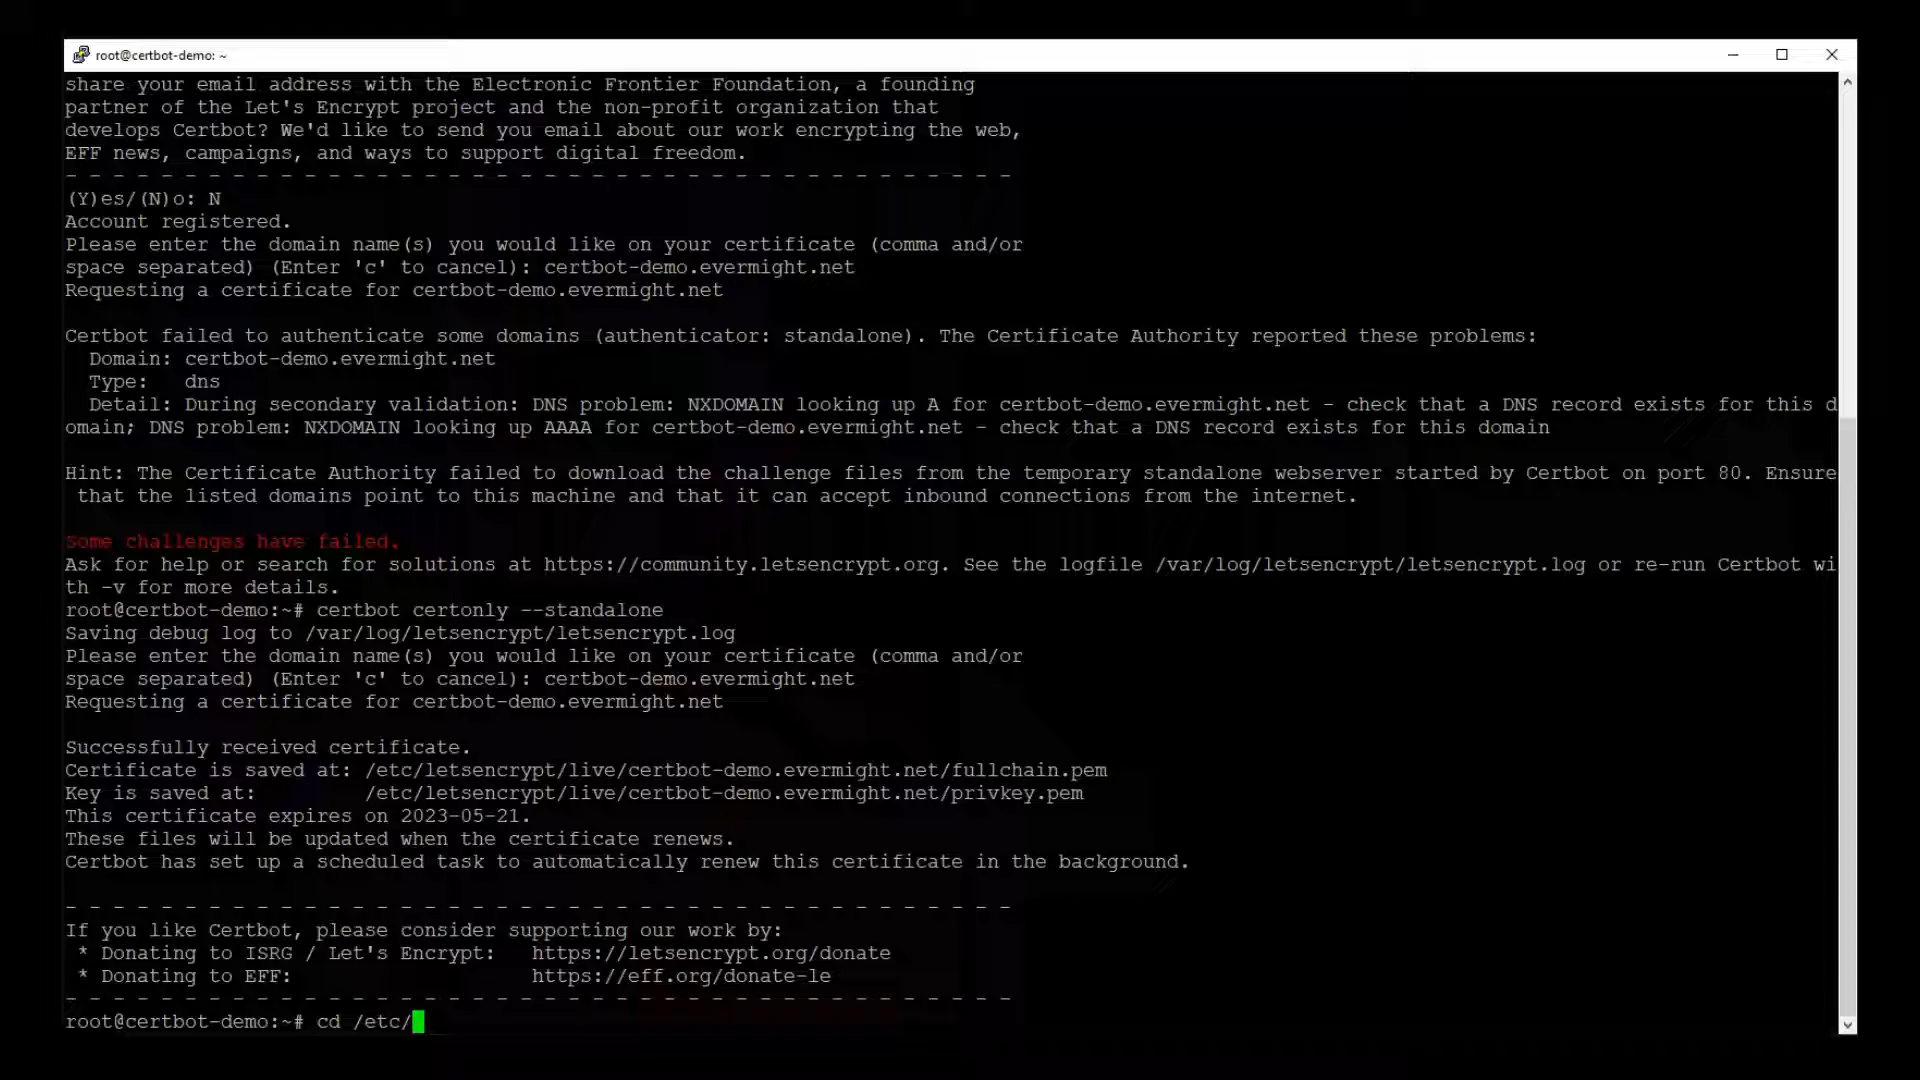 root@certbot-demo: ~
share your email address with the Electronic Frontier Foundation, a founding
partner of the Let's Encrypt project and the non-profit organization that
develops Certbot? We'd like to send you email about our work encrypting the web,
EFF news, campaigns, and ways to support digital freedom.
- - - - - - - - - - - - - - - - - - - - - - - - - - - - - - - - - - - - - - - -
(Y)es/(N)o: N
Account registered.
Please enter the domain name(s) you would like on your certificate (comma and/or
space separated) (Enter 'c' to cancel): certbot-demo.evermight.net
Requesting a certificate for certbot-demo.evermight.net
Certbot failed to authenticate some domains (authenticator: standalone). The Certificate Authority reported these problems:
  Domain: certbot-demo.evermight.net
  Type:   dns
  Detail: During secondary validation: DNS problem: NXDOMAIN looking up A for certbot-demo.evermight.net - check that a DNS record exists for this d
omain; DNS problem: NXDOMAIN looking up AAAA for certbot-demo.evermight.net - check that a DNS record exists for this domain
Hint: The Certificate Authority failed to download the challenge files from the temporary standalone webserver started by Certbot on port 80. Ensure
 that the listed domains point to this machine and that it can accept inbound connections from the internet.
Some challenges have failed.
Ask for help or search for solutions at https://community.letsencrypt.org. See the logfile /var/log/letsencrypt/letsencrypt.log or re-run Certbot wi
th -v for more details.
root@certbot-demo:~# certbot certonly --standalone
Saving debug log to /var/log/letsencrypt/letsencrypt.log
Please enter the domain name(s) you would like on your certificate (comma and/or
space separated) (Enter 'c' to cancel): certbot-demo.evermight.net
Requesting a certificate for certbot-demo.evermight.net
Successfully received certificate.
Certificate is saved at: /etc/letsencrypt/live/certbot-demo.evermight.net/fullchain.pem
Key is saved at:         /etc/letsencrypt/live/certbot-demo.evermight.net/privkey.pem
This certificate expires on 2023-05-21.
These files will be updated when the certificate renews.
Certbot has set up a scheduled task to automatically renew this certificate in the background.
- - - - - - - - - - - - - - - - - - - - - - - - - - - - - - - - - - - - - - - -
If you like Certbot, please consider supporting our work by:
 * Donating to ISRG / Let's Encrypt:   https://letsencrypt.org/donate
 * Donating to EFF:                    https://eff.org/donate-le
- - - - - - - - - - - - - - - - - - - - - - - - - - - - - - - - - - - - - - - -
root@certbot-demo:~# cd /etc/